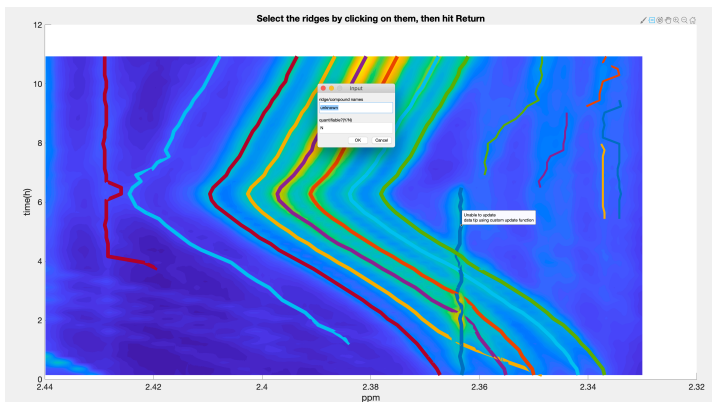 Select the ridges by clicking on them, then hit Return
12
10
8
6
4
2
0
time(h)
Input
ridge/compound names
unknown
quantifiable?(Y/N)
N
OK Cancel
Unable to update
data tip using custom update function
2.44 2.42 2.4 2.38 2.36 2.34 2.32
ppm